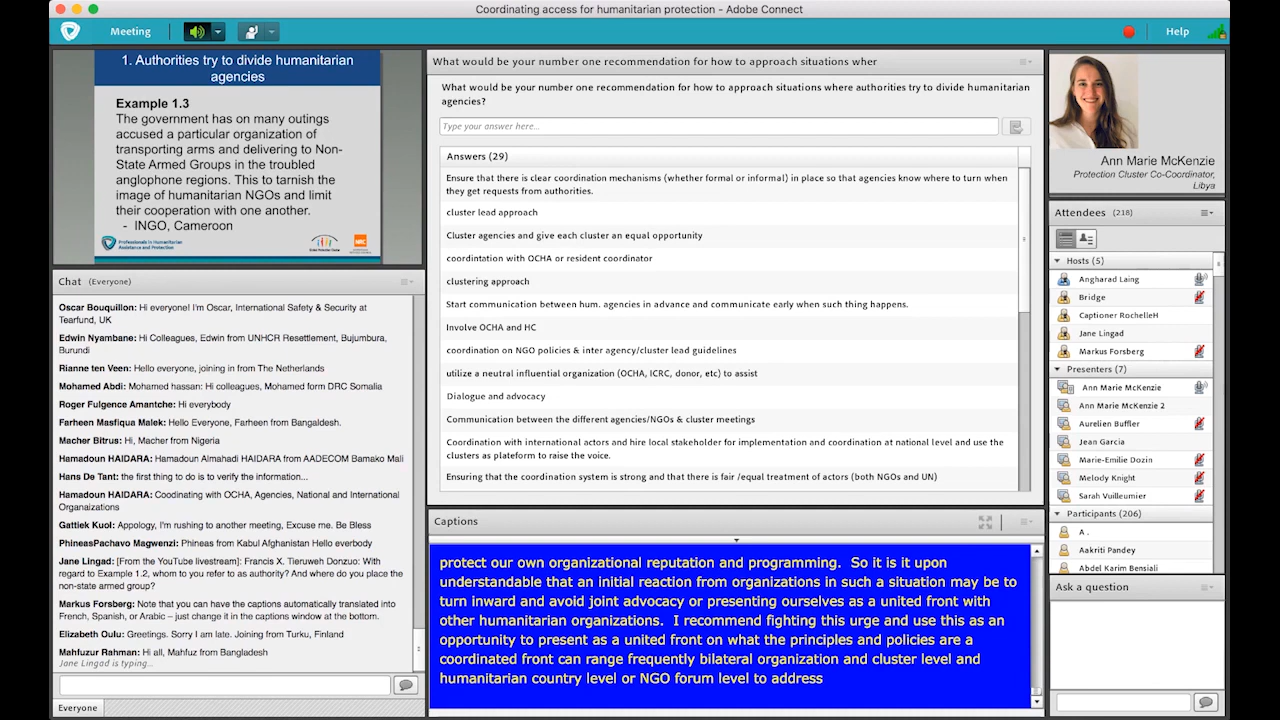 Coordinating access for humanitarian protection - Adobe Connect
Meeting
Help
1. Authorities try to divide humanitarian
agencies
Example 1.3
The government has on many outings
accused a particular organization of
transporting arms and delivering to Non-
State Armed Groups in the troubled
anglophone regions. This to tarnish the
image of humanitarian NGOs and limit
their cooperation with one another.
- INGO, Cameroon
Professionals in Humanitarian
Assistance and Protection
Global Protection Cluster
NRC
Chat (Everyone)
Oscar Bouquillon: Hi everyone! I'm Oscar, International Safety & Security at
Tearfund, UK
Edwin Nyambane: Hi Colleagues, Edwin from UNHCR Resettlement, Bujumbura,
Burundi
Rianne ten Veen: Hello everyone, joining in from The Netherlands
Mohamed Abdi: Mohamed hassan: Hi colleagues, Mohamed form DRC Somalia
Roger Fulgence Amantche: Hi everybody
Farheen Masfiqua Malek: Hello Everyone, Farheen from Bangaldesh.
Macher Bitrus: Hi, Macher from Nigeria
Hamadoun HAIDARA: Hamadoun Almahadi HAIDARA from AADECOM Bamako Mali
Hans De Tant: the first thing to do is to verify the information...
Hamadoun HAIDARA: Coodinating with OCHA, Agencies, National and International
Orgnaizations
Gattiek Kuol: Appology, I'm rushing to another meeting, Excuse me. Be Bless
PhineasPachavo Magwenzi: Phineas from Kabul Afghanistan Hello everbody
Jane Lingad: [From the YouTube livestream]: Francis X. Tieruweh Donzuo: With
regard to Example 1.2, whom to you refer to as authority? And where do you place the
non-state armed group?
Markus Forsberg: Note that you can have the captions automatically translated into
French, Spanish, or Arabic – just change it in the captions window at the bottom.
Elizabeth Oulu: Greetings. Sorry I am late. Joining from Turku, Finland
Mahfuzur Rahman: Hi all, Mahfuz from Bangladesh
Jane Lingad is typing...
Everyone
What would be your number one recommendation for how to approach situations wher
What would be your number one recommendation for how to approach situations where authorities try to divide humanitarian
agencies?
Type your answer here...
Answers (29)
Ensure that there is clear coordination mechanisms (whether formal or informal) in place so that agencies know where to turn when
they get requests from authorities.
cluster lead approach
Cluster agencies and give each cluster an equal opportunity
coordintation with OCHA or resident coordinator
clustering approach
Start communication between hum. agencies in advance and communicate early when such thing happens.
Involve OCHA and HC
coordination on NGO policies & inter agency/cluster lead guidelines
utilize a neutral influential organization (OCHA, ICRC, donor, etc) to assist
Dialogue and advocacy
Communication between the different agencies/NGOs & cluster meetings
Coordination with international actors and hire local stakeholder for implementation and coordination at national level and use the
clusters as plateform to raise the voice.
Ensuring that the coordination system is strong and that there is fair /equal treatment of actors (both NGOs and UN)
Captions
protect our own organizational reputation and programming. So it is it upon
understandable that an initial reaction from organizations in such a situation may be to
turn inward and avoid joint advocacy or presenting ourselves as a united front with
other humanitarian organizations. I recommend fighting this urge and use this as an
opportunity to present as a united front on what the principles and policies are a
coordinated front can range frequently bilateral organization and cluster level and
humanitarian country level or NGO forum level to address
Ann Marie McKenzie
Protection Cluster Co-Coordinator,
Libya
Attendees (218)
Hosts (5)
Angharad Laing
Bridge
Captioner RochelleH
Jane Lingad
Markus Forsberg
Presenters (7)
Ann Marie McKenzie
Ann Marie McKenzie 2
Aurelien Buffler
Jean Garcia
Marie-Emilie Dozin
Melody Knight
Sarah Vuilleumier
Participants (206)
A .
Aakriti Pandey
Abdel Karim Bensiali
Ask a question